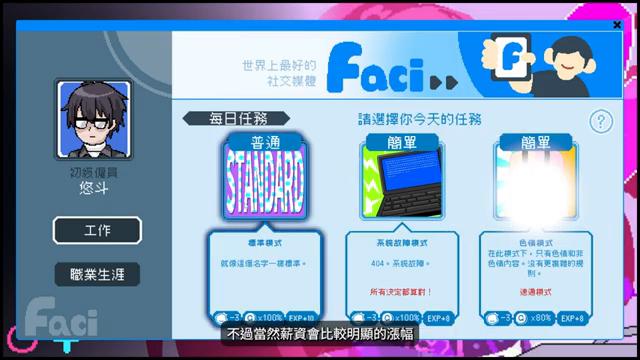 世界上最好的
社交媒體
Faci
每日任務
請選擇你今天的任務
?
初級僱員
悠斗
工作
職業生涯
普通
STANDARD
標準模式
就像這個名字一樣標準。
-3
x100%
EXP+10
簡單
系統故障模式
404。系統故障。
所有決定都算對！
-3
x100%
EXP+8
簡單
色情模式
在此模式下，只有色情和非
色情內容。沒有更複雜的規
則。
速通模式
-3
x80%
EXP+8
Faci
不過當然薪資會比較明顯的漲幅